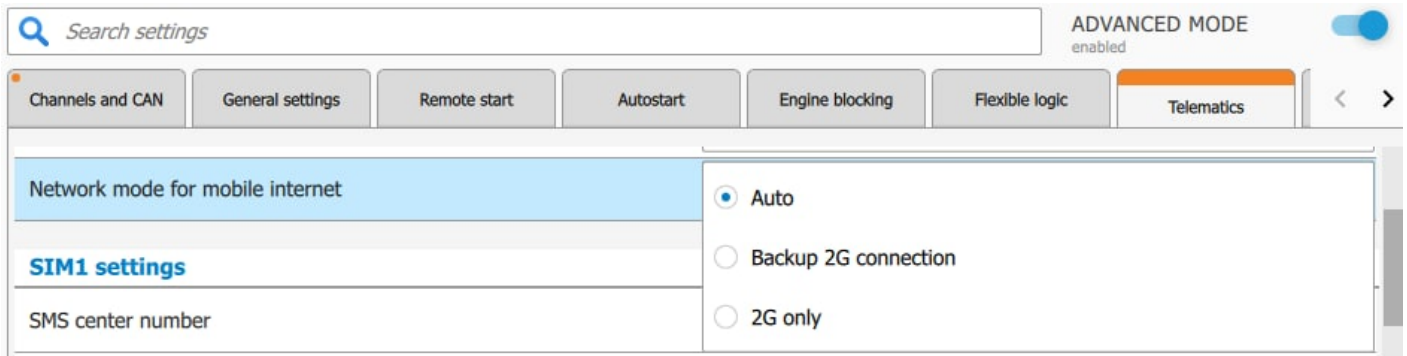 Search settings
ADVANCED MODE
enabled
Channels and CAN
General settings
Remote start
Autostart
Engine blocking
Flexible logic
Telematics
Network mode for mobile internet
Auto
Backup 2G connection
SIM1 settings
SMS center number
2G only